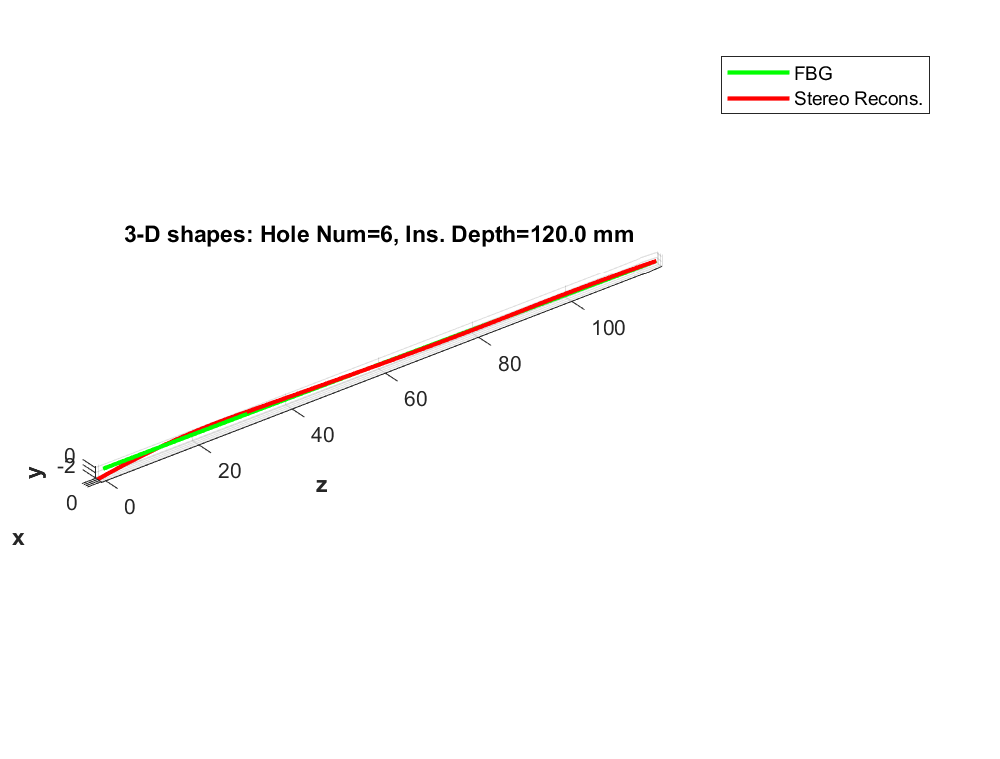 FBG
Stereo Recons.
3-D shapes: Hole Num=6, Ins. Depth=120.0 mm
100
80
60
40
20
0
0
-2
0
y
z
x